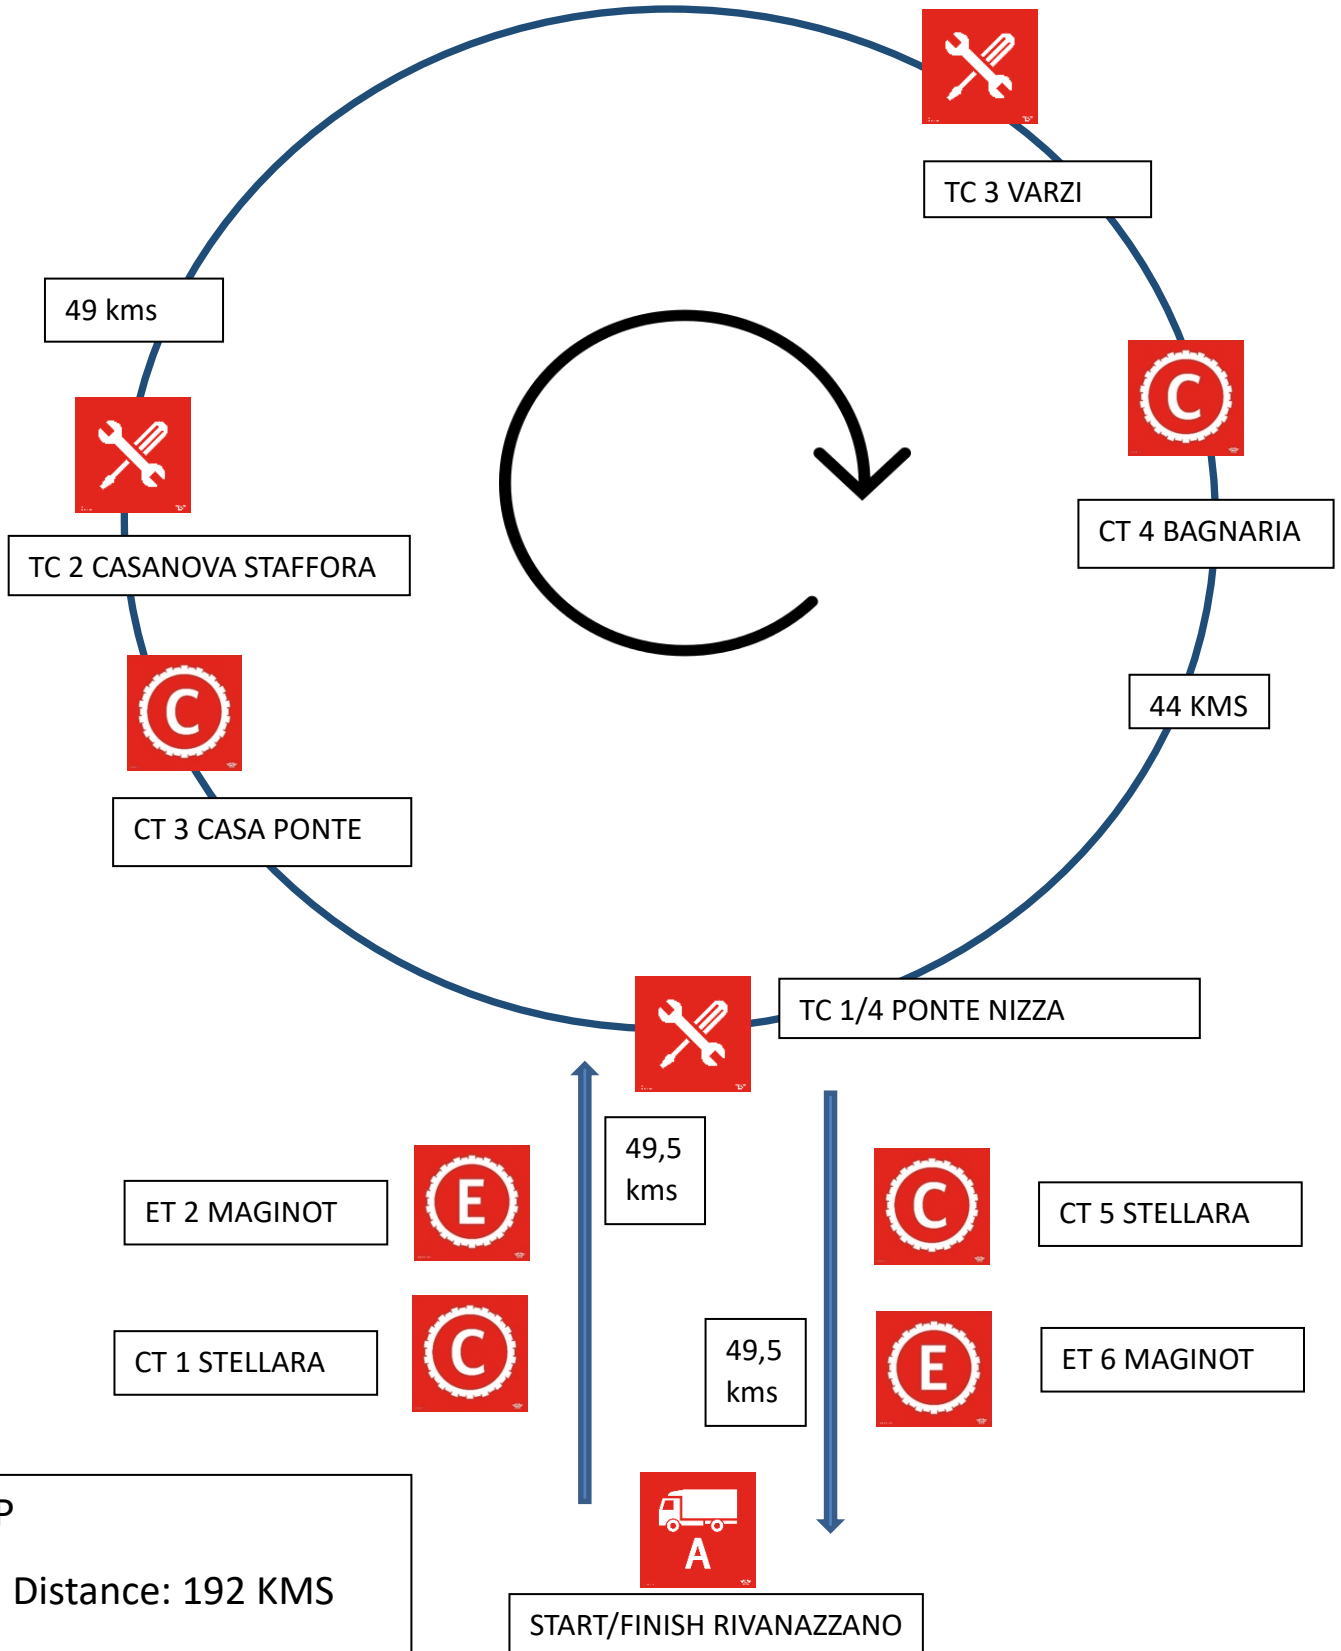 TC 3 VARZI
49 kms
C
CT 4 BAGNARIA
TC 2 CASANOVA STAFFORA
C
44 KMS
CT 3 CASA PONTE
TC 1/4 PONTE NIZZA
49,5
kms
ET 2 MAGINOT
E
C
CT 5 STELLARA
CT 1 STELLARA
C
49,5
kms
E
ET 6 MAGINOT
A
P
Distance: 192 KMS
START/FINISH RIVANAZZANO